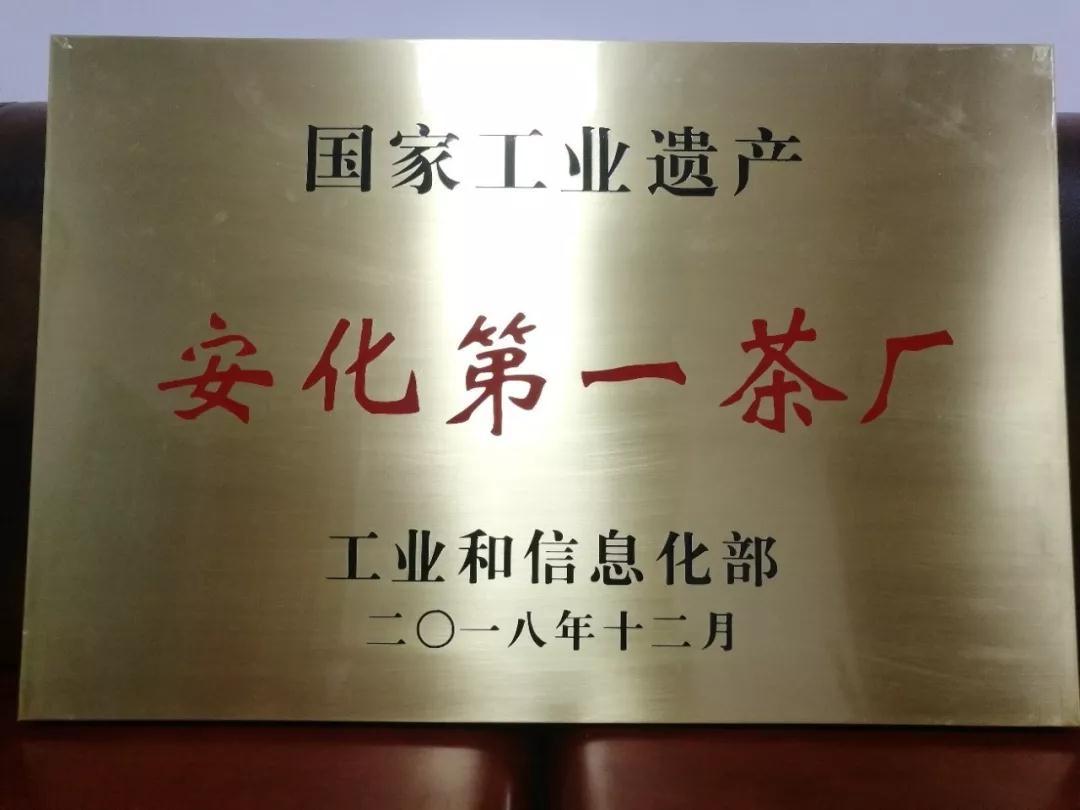 国家工业遗产
安化第一茶厂
工业和信息化部
二〇一八年十二月